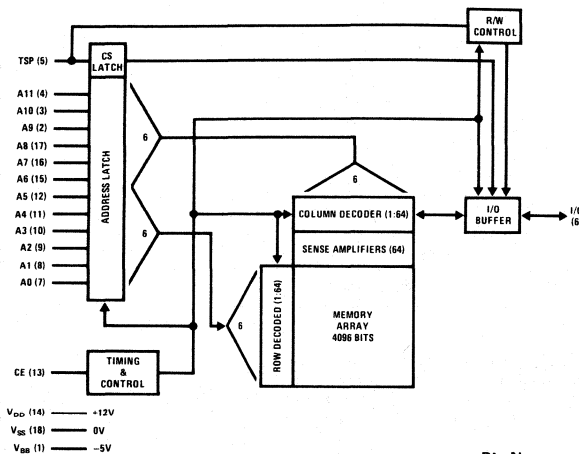 R/W
CONTROL
TSP (5)
CS
LATCH
A11 (4)
A10 (3)
A9 (2)
A8 (17)
A7 (16)
A6 (15)
A5 (12)
A4 (11)
A3 (10)
A2 (9)
A1 (8)
A0 (7)
ADDRESS LATCH
6
6
6
COLUMN DECODER (1:64)
I/O
BUFFER
I/
(6
SENSE AMPLIFIERS (64)
6
ROW DECODED (1:64)
MEMORY
ARRAY
4096 BITS
CE (13)
TIMING
&
CONTROL
VDD (14) +12V
VSS (18) 0V
VBB (1) −5V